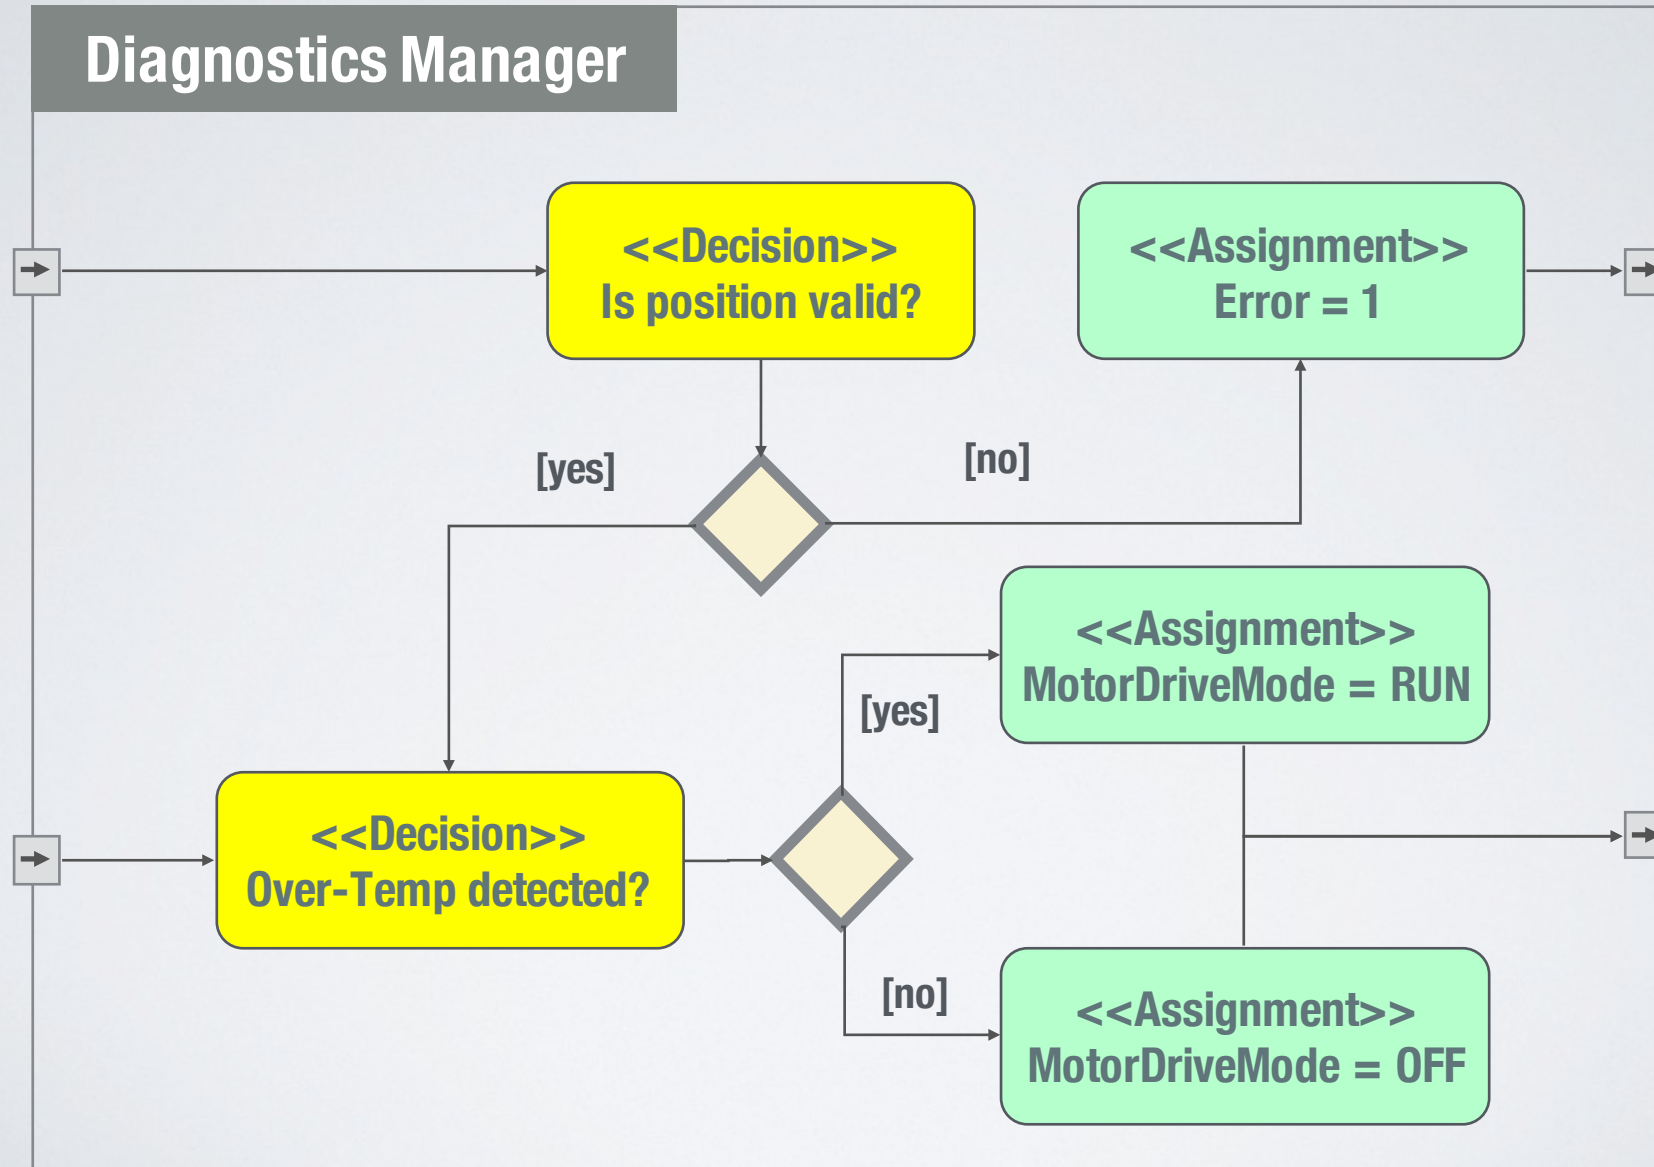 Diagnostics Manager
<<Decision>>
Is position valid?
<<Assignment>>
Error = 1
[yes]
[no]
<<Assignment>>
MotorDriveMode = RUN
[yes]
<<Decision>>
Over-Temp detected?
[no]
<<Assignment>>
MotorDriveMode = OFF